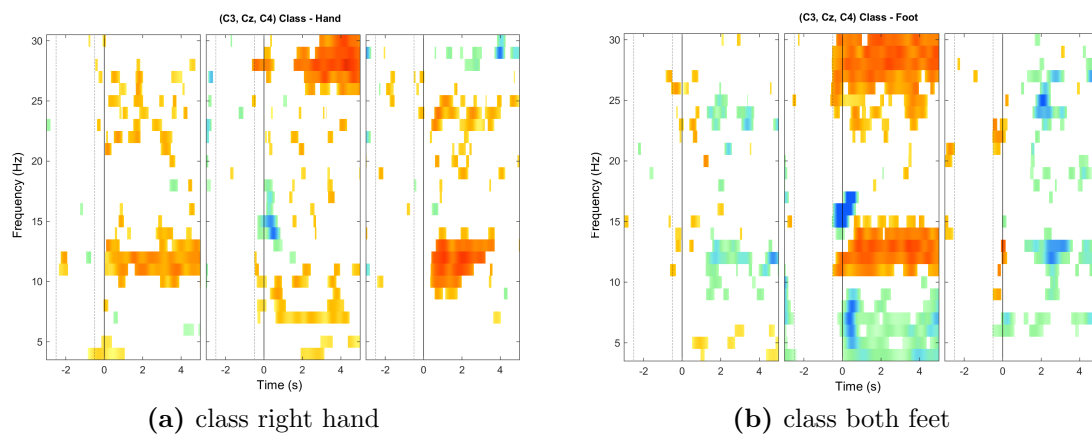 (C3, Cz, C4) Class - Hand
30
25
20
15
10
5
Frequency (Hz)
-2 0 2 4 -2 0 2 4 -2 0 2 4
Time (s)
(a) class right hand
(C3, Cz, C4) Class - Foot
30
25
20
15
10
5
Frequency (Hz)
-2 0 2 4 -2 0 2 4 -2 0 2 4
Time (s)
(b) class both feet